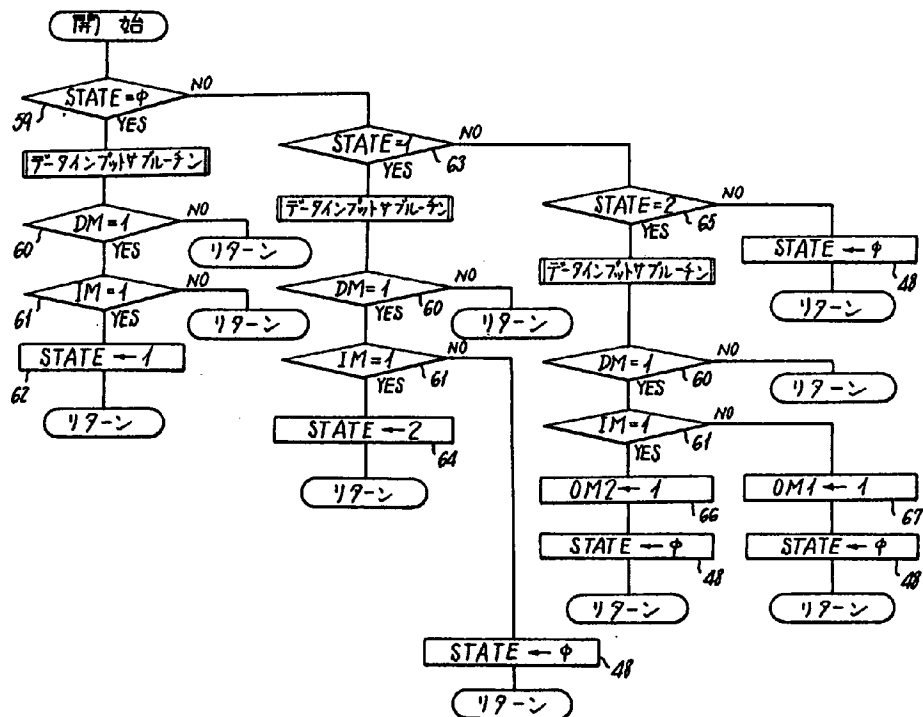 開始
STATE=φ
NO
59
YES
データインプットサブルーチン
DM=1
NO
60
YES
リターン
IM=1
NO
61
YES
リターン
STATE ← 1
62
リターン
STATE=1
NO
63
YES
データインプットサブルーチン
DM=1
NO
60
YES
リターン
IM=1
NO
61
YES
STATE ← 2
64
リターン
STATE ← φ
48
リターン
STATE=2
NO
65
YES
STATE ← φ
48
リターン
データインプットサブルーチン
DM=1
NO
60
YES
リターン
IM=1
NO
61
YES
OM2 ← 1
66
STATE ← φ
48
リターン
OM1 ← 1
67
STATE ← φ
48
リターン